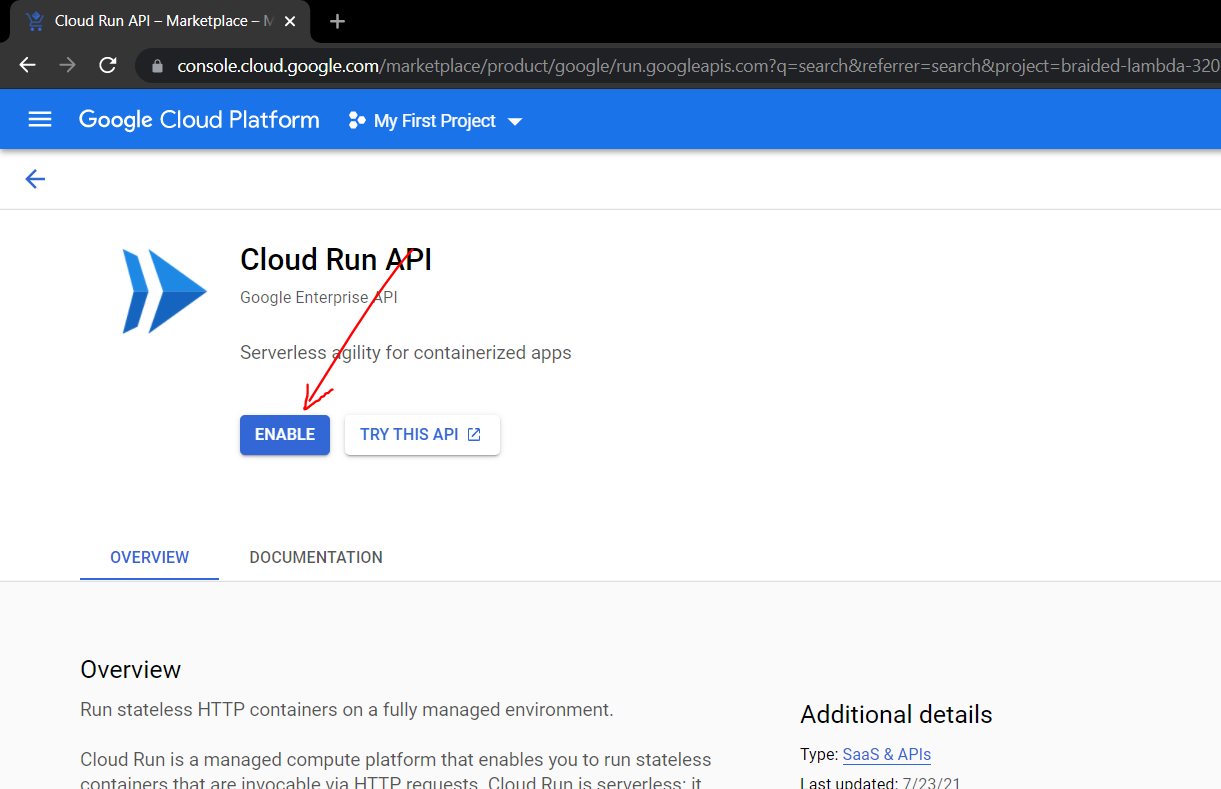 Cloud Run API – Marketplace –
console.cloud.google.com/marketplace/product/google/run.googleapis.com?q=search&referrer=search&project=braided-lambda-320
Google Cloud Platform My First Project
Cloud Run API
Google Enterprise API
Serverless agility for containerized apps
ENABLE TRY THIS API
OVERVIEW DOCUMENTATION
Overview
Run stateless HTTP containers on a fully managed environment.
Cloud Run is a managed compute platform that enables you to run stateless
containers that are invocable via HTTP requests. Cloud Run is serverless: it
Additional details
Type: SaaS & APIs
Last updated: 7/23/21